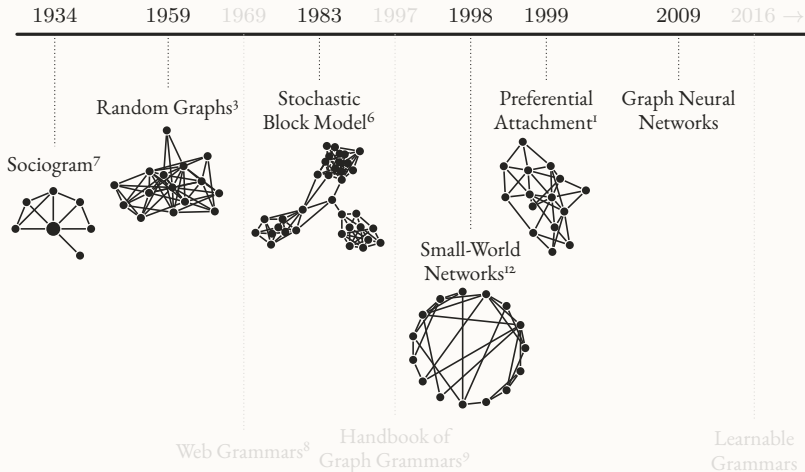 1934 1959 1969 1983 1997 1998 1999 2009 2016 →
Random Graphs³
Stochastic
Block Model⁶
Preferential
Attachment¹
Graph Neural
Networks
Sociogram⁷
Small-World
Networks¹²
Web Grammars⁸
Handbook of
Graph Grammars⁹
Learnable
Grammars